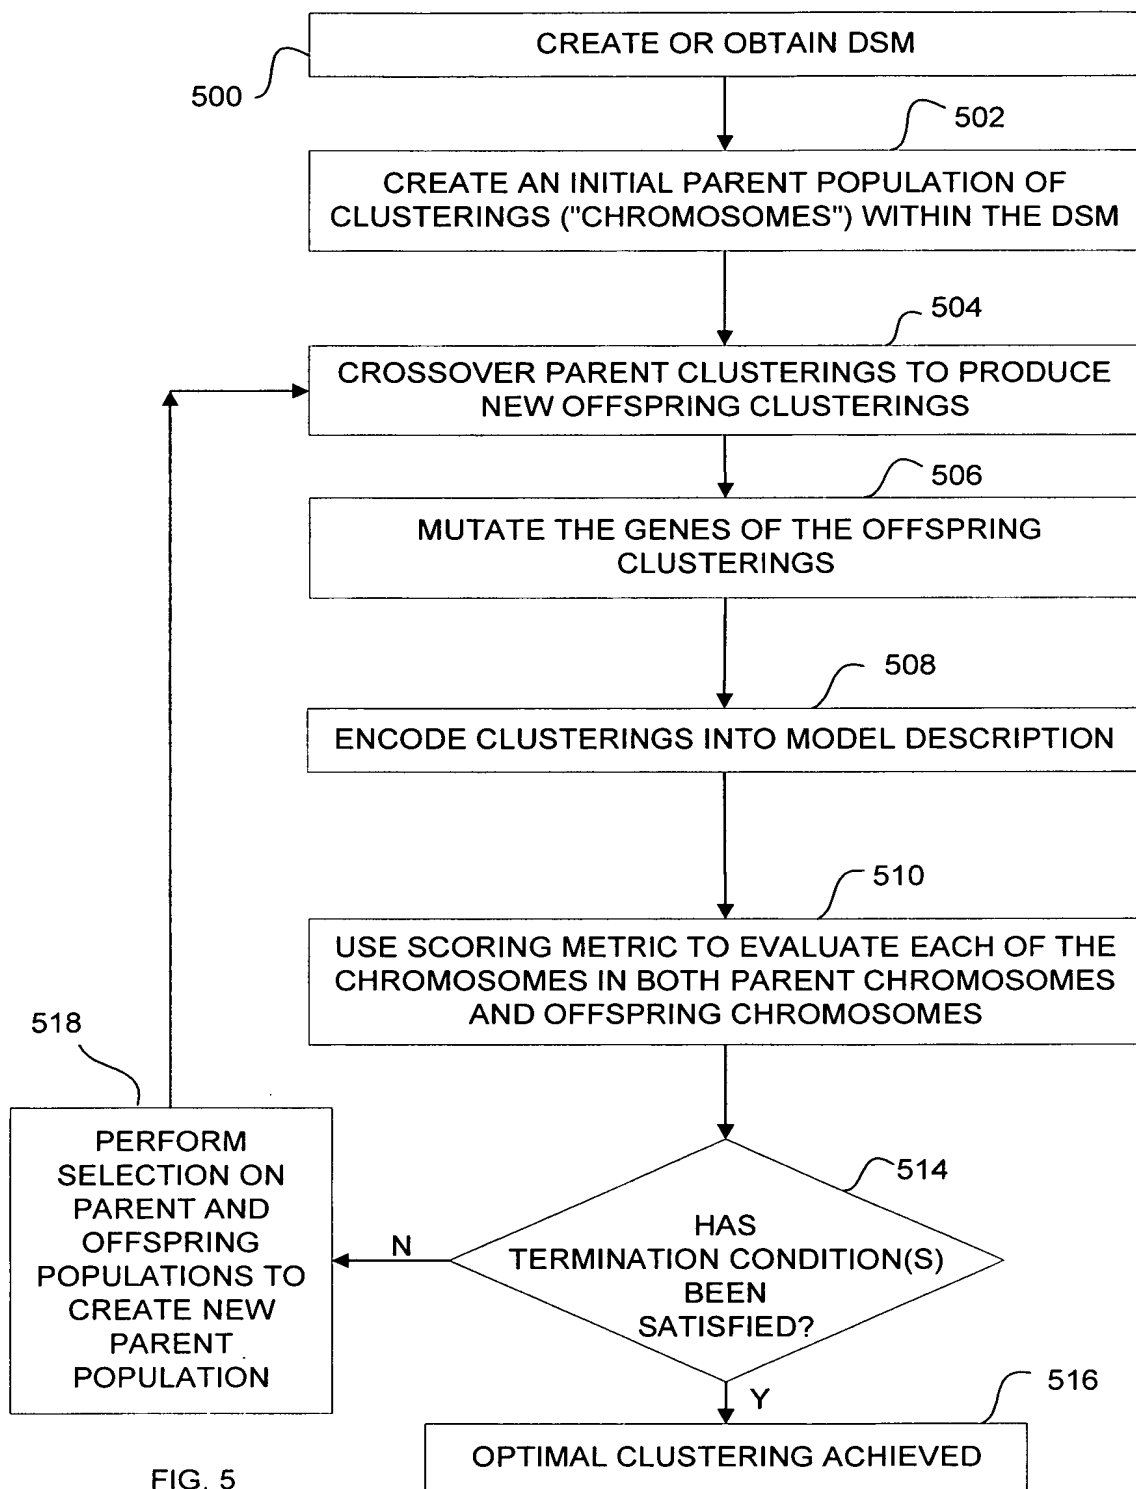 CREATE OR OBTAIN DSM
500
502
CREATE AN INITIAL PARENT POPULATION OF
CLUSTERINGS ("CHROMOSOMES") WITHIN THE DSM
504
CROSSOVER PARENT CLUSTERINGS TO PRODUCE
NEW OFFSPRING CLUSTERINGS
506
MUTATE THE GENES OF THE OFFSPRING
CLUSTERINGS
508
ENCODE CLUSTERINGS INTO MODEL DESCRIPTION
510
USE SCORING METRIC TO EVALUATE EACH OF THE
CHROMOSOMES IN BOTH PARENT CHROMOSOMES
AND OFFSPRING CHROMOSOMES
518
PERFORM
SELECTION ON
PARENT AND
OFFSPRING
POPULATIONS TO
CREATE NEW
PARENT
POPULATION
N
514
HAS
TERMINATION CONDITION(S)
BEEN
SATISFIED?
Y
516
OPTIMAL CLUSTERING ACHIEVED
FIG. 5